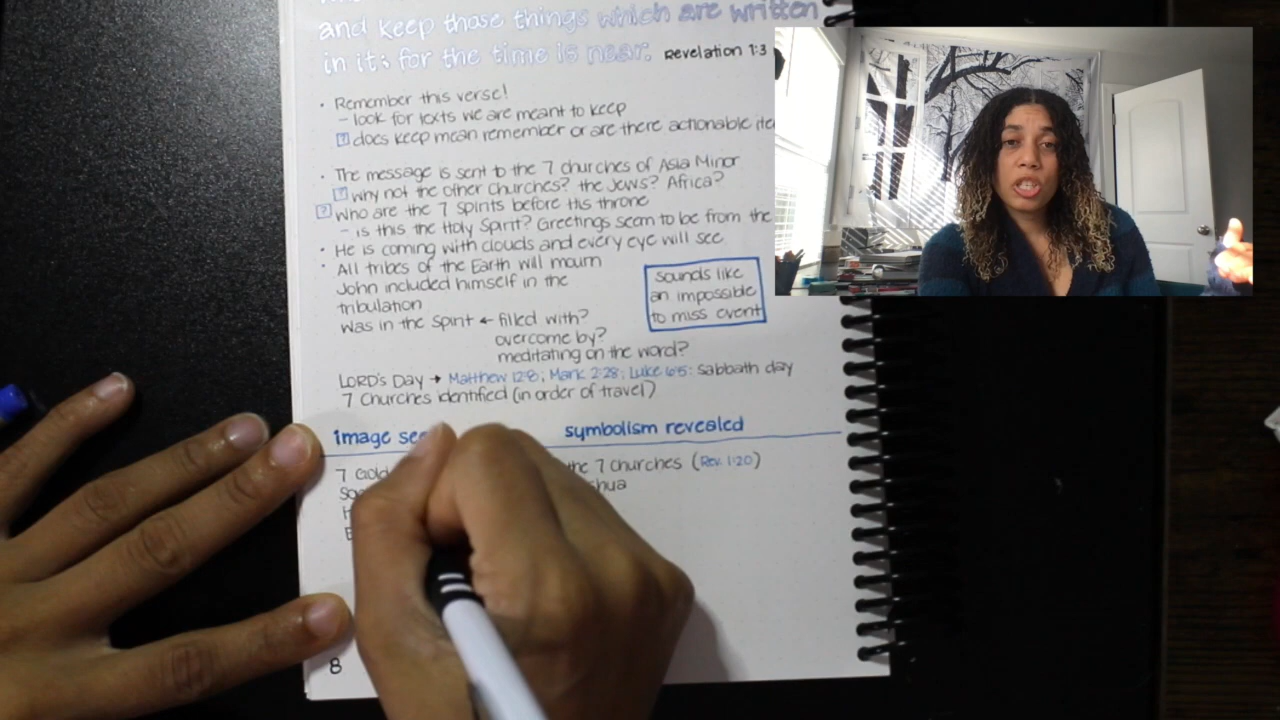 and keep those things which are written
in it; for the time is near. Revelation 1:3
• Remember this verse!
- look for texts we are meant to keep
? does keep mean remember or are there actionable ite
• The message is sent to the 7 churches of Asia Minor
? why not the other churches? the Jews? Africa?
? Who are the 7 spirits before his throne
- is this the Holy Spirit? Greetings seem to be from the
• He is coming with clouds and every eye will see
• All tribes of the Earth will mourn
John included himself in the
tribulation
sounds like
an impossible
to miss event
Was in the Spirit ← filled with?
overcome by?
meditating on the word?
LORD's Day → Matthew 12:8; Mark 2:28; Luke 6:5: Sabbath day
7 Churches identified (in order of travel)
image see symbolism revealed
7 Gold the 7 churches (Rev. 1:20)
8